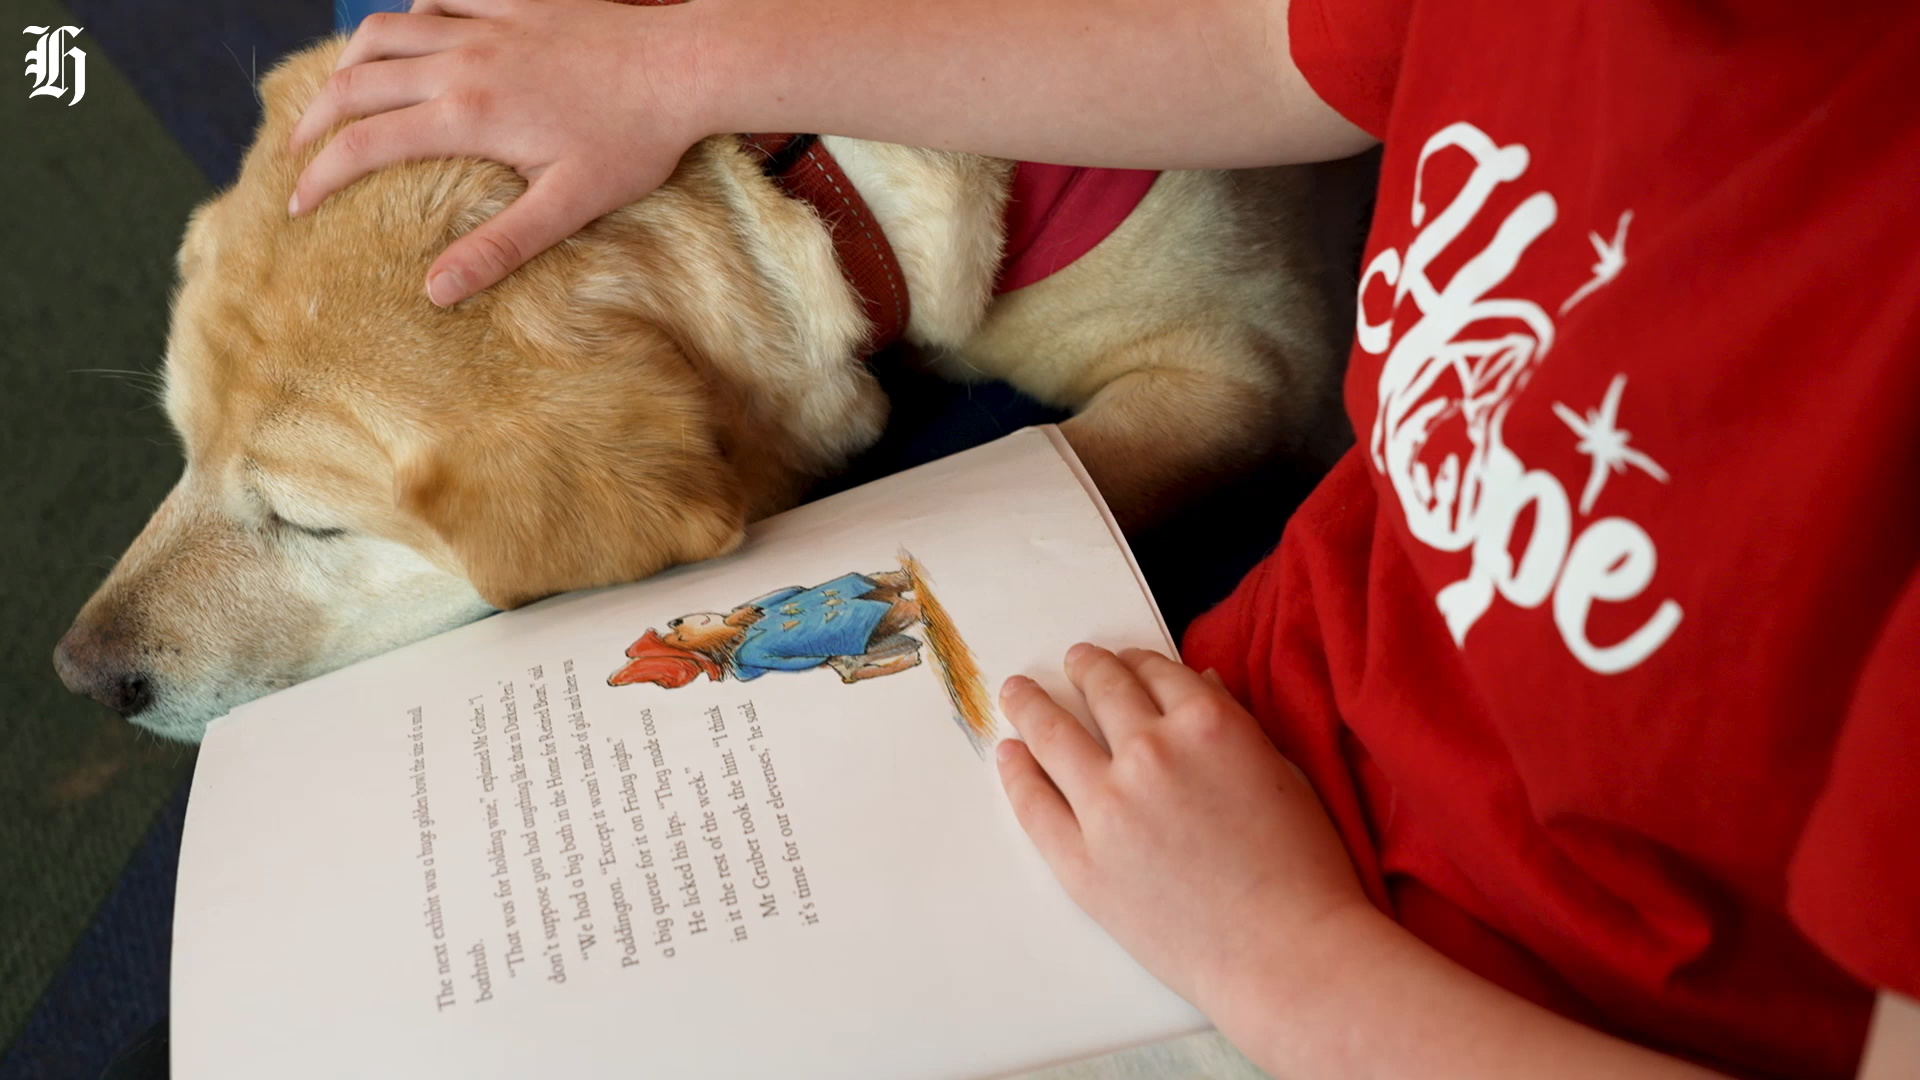 The next exhibit was a huge golden bowl the size of a small
bathtub.
"That was for holding wine," explained Mr Gruber. "I
don't suppose you had anything like that in Darkest Peru."
"We had a big bath in the Home for Retired Bears," said
Paddington. "Except it wasn't made of gold and there was
a big queue for it on Friday nights."
He licked his lips. "They made cocoa
in it the rest of the week."
Mr Gruber took the hint. "I think
it's time for our elevenses," he said.
H
pe